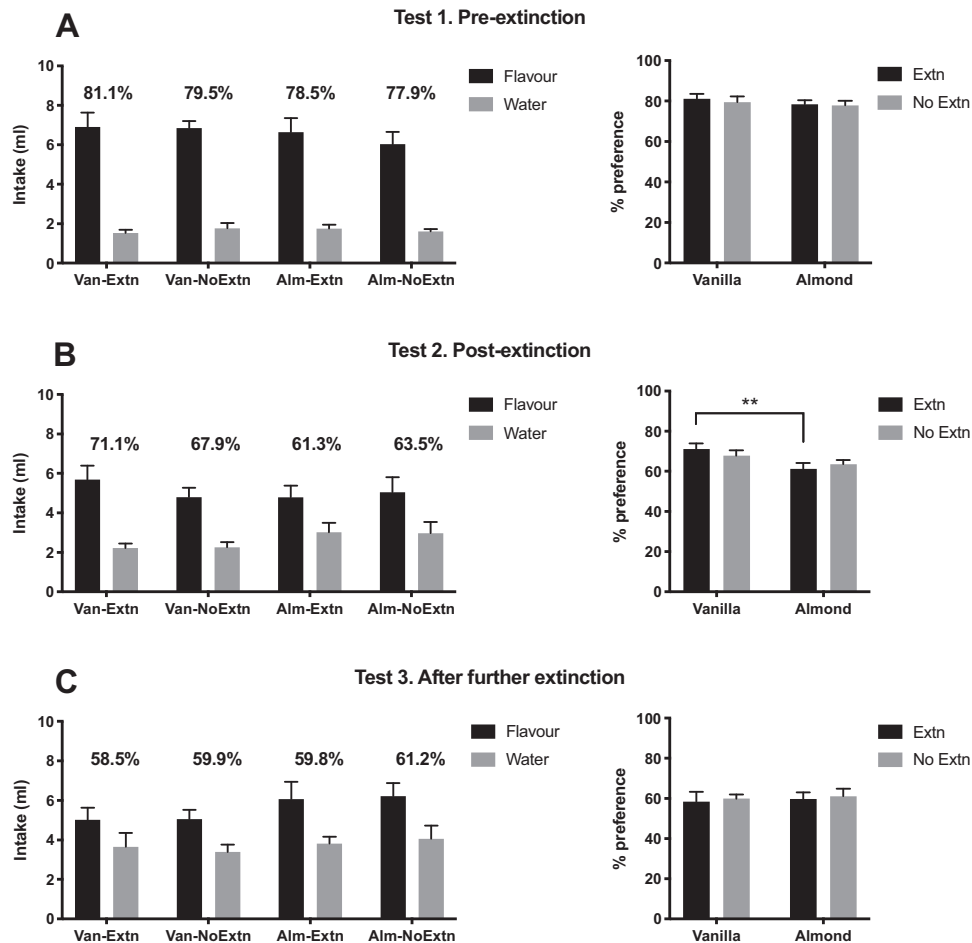 A
Test 1. Pre-extinction
10
8
6
4
2
0
Intake (ml)
81.1%
79.5%
78.5%
77.9%
Flavour
Water
Van-Extn
Van-NoExtn
Alm-Extn
Alm-NoExtn
100
80
60
40
20
0
% preference
Extn
No Extn
Vanilla
Almond
B
Test 2. Post-extinction
10
8
6
4
2
0
Intake (ml)
71.1%
67.9%
61.3%
63.5%
Flavour
Water
Van-Extn
Van-NoExtn
Alm-Extn
Alm-NoExtn
100
80
60
40
20
0
% preference
**
Extn
No Extn
Vanilla
Almond
C
Test 3. After further extinction
10
8
6
4
2
0
Intake (ml)
58.5%
59.9%
59.8%
61.2%
Flavour
Water
Van-Extn
Van-NoExtn
Alm-Extn
Alm-NoExtn
100
80
60
40
20
0
% preference
Extn
No Extn
Vanilla
Almond